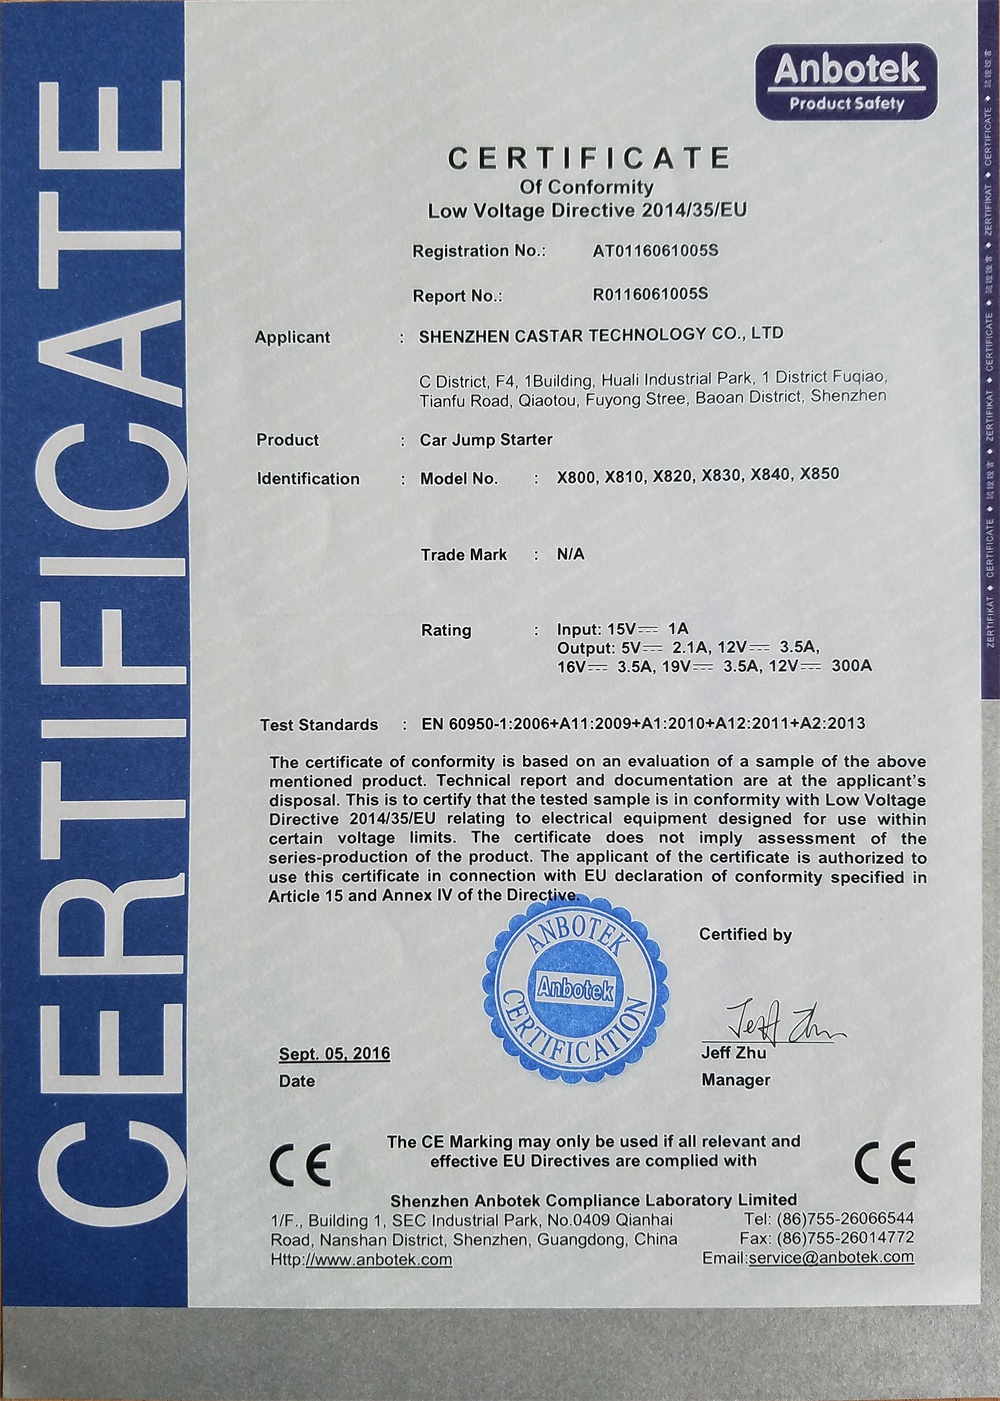 CERTIFICATE
Anbotek
Product Safety
CERTIFICATE
Of Conformity
Low Voltage Directive 2014/35/EU
Registration No.: AT0116061005S
Report No.: R0116061005S
Applicant : SHENZHEN CASTAR TECHNOLOGY CO., LTD
C District, F4, 1Building, Huali Industrial Park, 1 District Fuqiao,
Tianfu Road, Qiaotou, Fuyong Stree, Baoan District, Shenzhen
Product : Car Jump Starter
Identification : Model No. : X800, X810, X820, X830, X840, X850
Trade Mark : N/A
Rating : Input: 15V⎓ 1A
Output: 5V⎓ 2.1A, 12V⎓ 3.5A,
16V⎓ 3.5A, 19V⎓ 3.5A, 12V⎓ 300A
Test Standards : EN 60950-1:2006+A11:2009+A1:2010+A12:2011+A2:2013
The certificate of conformity is based on an evaluation of a sample of the above
mentioned product. Technical report and documentation are at the applicant's
disposal. This is to certify that the tested sample is in conformity with Low Voltage
Directive 2014/35/EU relating to electrical equipment designed for use within
certain voltage limits. The certificate does not imply assessment of the
series-production of the product. The applicant of the certificate is authorized to
use this certificate in connection with EU declaration of conformity specified in
Article 15 and Annex IV of the Directive.
ANBOTEK
Anbotek
CERTIFICATION
Certified by
Jeff Zhu
Sept. 05, 2016
Jeff Zhu
Date
Manager
CE
The CE Marking may only be used if all relevant and
effective EU Directives are complied with
CE
Shenzhen Anbotek Compliance Laboratory Limited
1/F., Building 1, SEC Industrial Park, No.0409 Qianhai Tel: (86)755-26066544
Road, Nanshan District, Shenzhen, Guangdong, China Fax: (86)755-26014772
Http://www.anbotek.com Email:service@anbotek.com
ZERTIFIKAT ◆ CERTIFICATE ◆ ZERTIFIKAT ◆ CERTIFICATE ◆ ZERTIFIKAT ◆ CERTIFICATE ◆